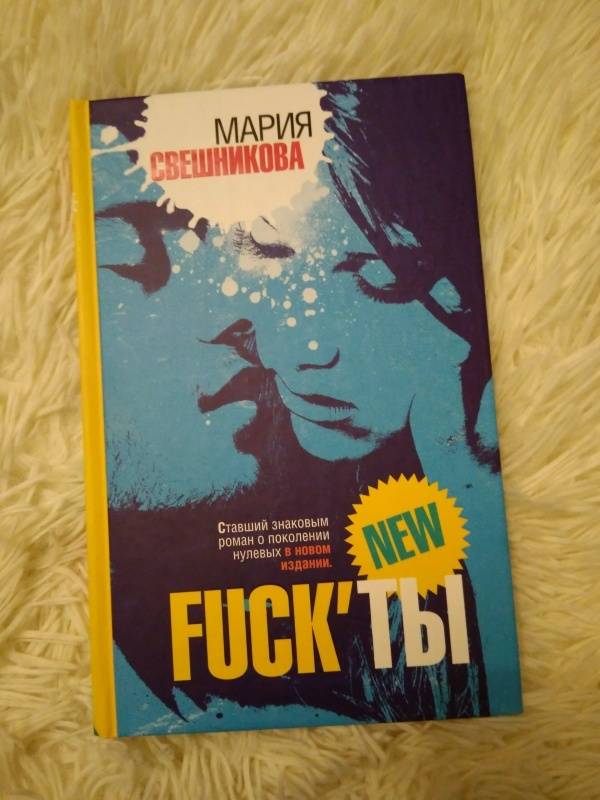 МАРИЯ
СВЕШНИКОВА
Ставший знаковым
роман о поколении
нулевых в новом
издании.
NEW
FUCK'ТЫ